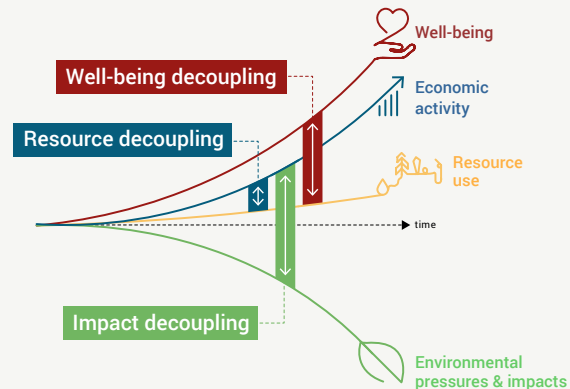 Well-being
Well-being decoupling
Economic
activity
Resource decoupling
Resource
use
time
Impact decoupling
Environmental
pressures & impacts